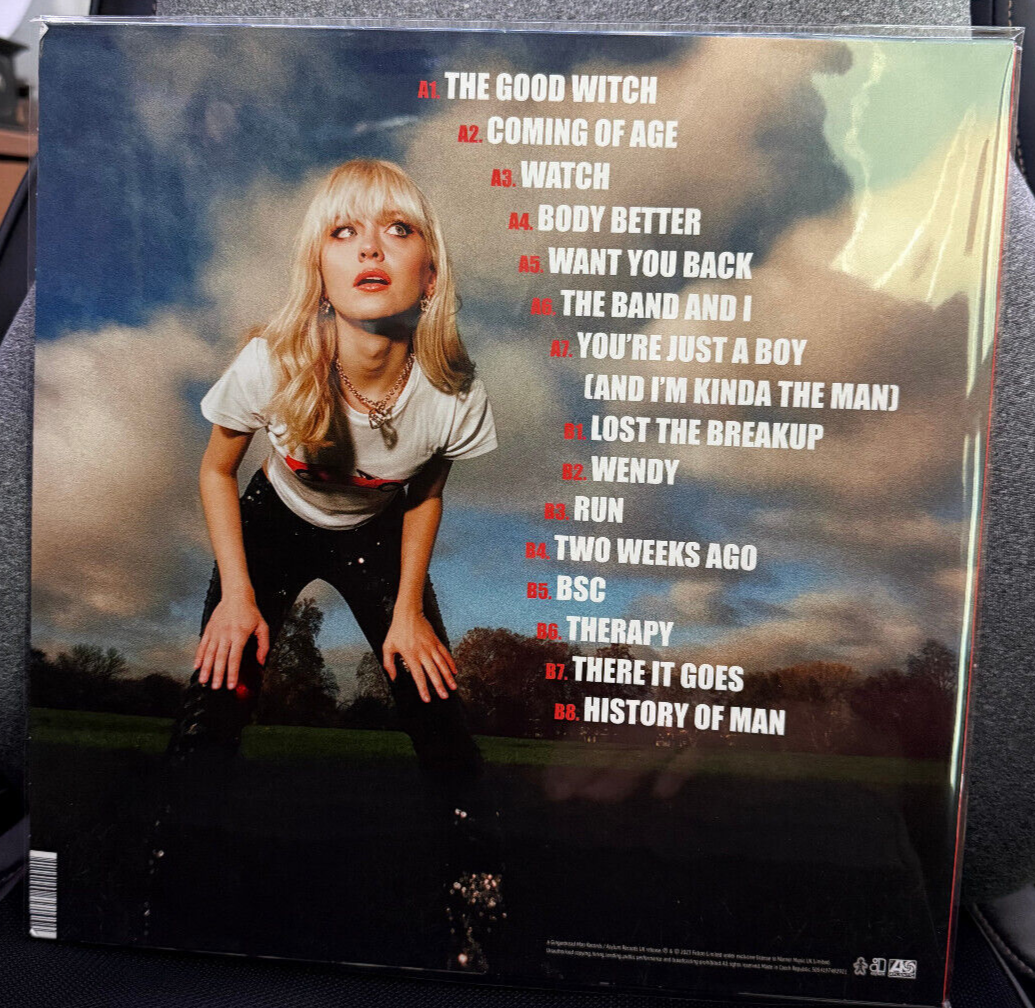 A1. THE GOOD WITCH
A2. COMING OF AGE
A3. WATCH
A4. BODY BETTER
A5. WANT YOU BACK
A6. THE BAND AND I
A7. YOU'RE JUST A BOY
(AND I'M KINDA THE MAN)
B1. LOST THE BREAKUP
B2. WENDY
B3. RUN
B4. TWO WEEKS AGO
B5. BSC
B6. THERAPY
B7. THERE IT GOES
B8. HISTORY OF MAN